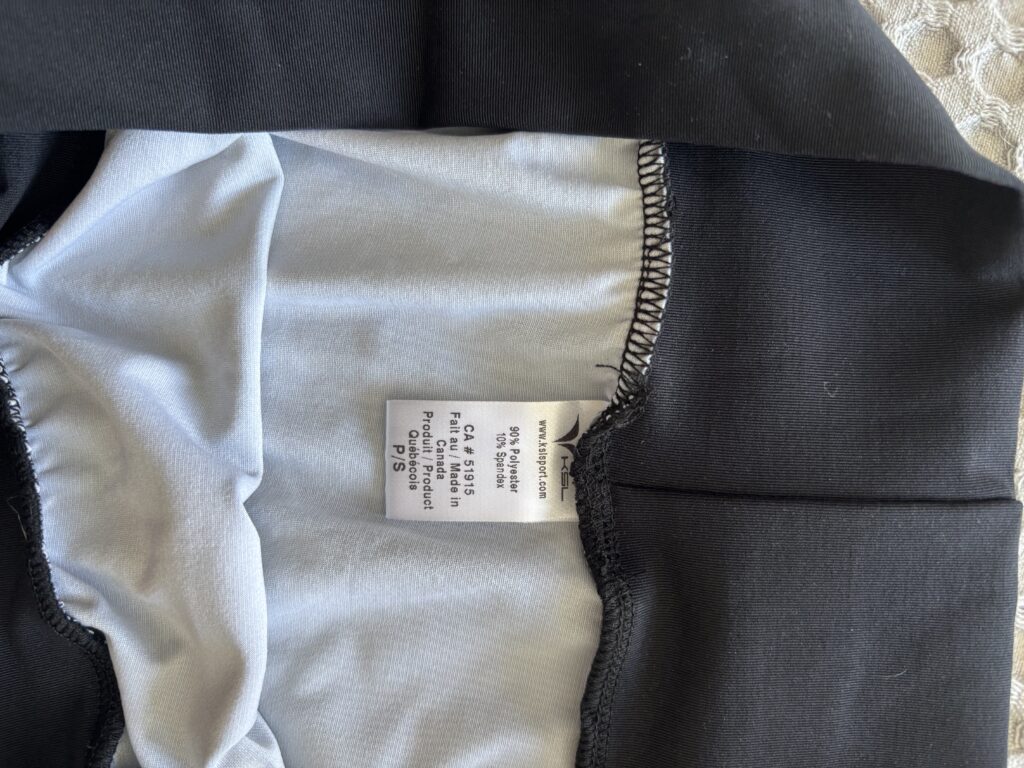 KSL
www.kslsport.com
90% Polyester
10% Spandex
CA # 51915
Fait au / Made in
Canada
Produit / Product
Québécois
P/S